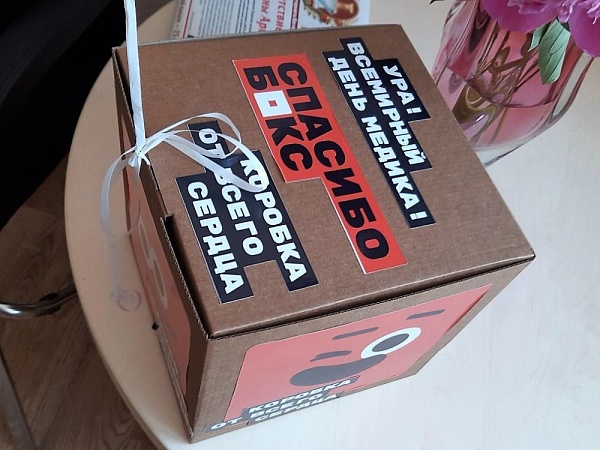 УРА!
ВСЕМИРНЫЙ
ДЕНЬ МЕДИКА!
СПАСИБО
БОКС
КОРОБКА
ОТ ВСЕГО
СЕРДЦА
КОРОБКА
ОТ ВСЕГО
СЕРДЦА